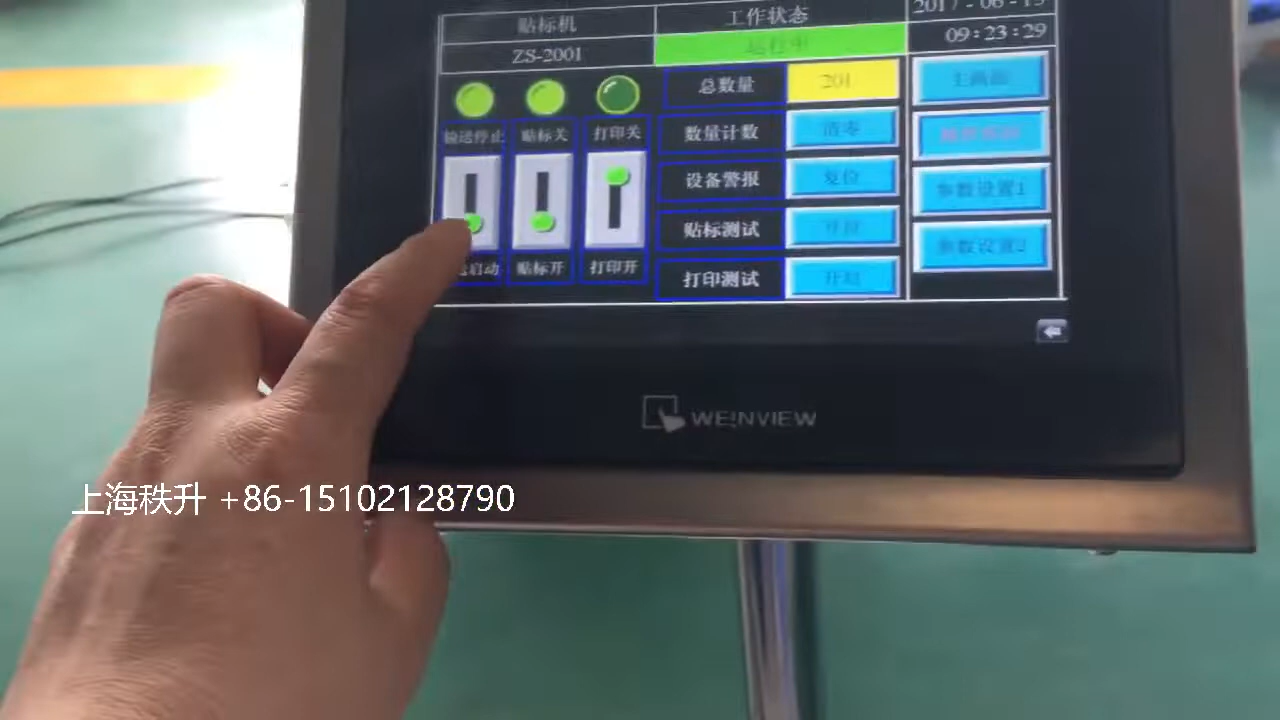 贴标机
工作状态
ZS-2001
运行中
09:23:29
总数量
201
主画面
输送停止
贴标关
打印关
数量计数
清零
设备警报
复位
参数设置1
贴标测试
开启
参数设置2
启动
贴标开
打印开
打印测试
开启
WEINVIEW
上海秩升 +86-15102128790